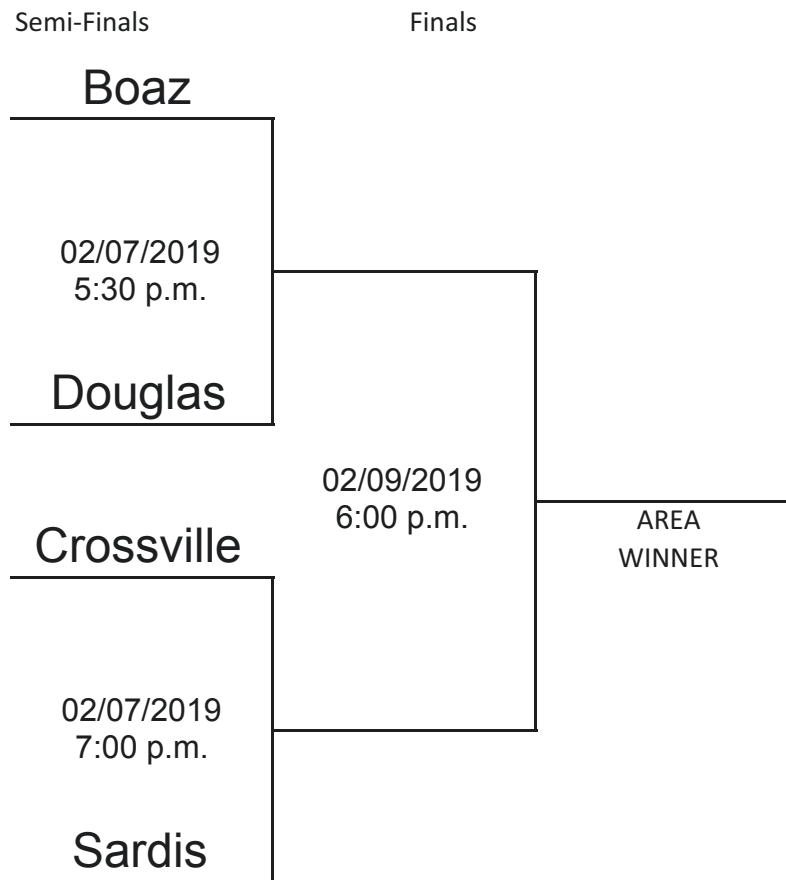 Semi-Finals
Finals
Boaz
02/07/2019
5:30 p.m.
Douglas
02/09/2019
6:00 p.m.
AREA
WINNER
Crossville
02/07/2019
7:00 p.m.
Sardis